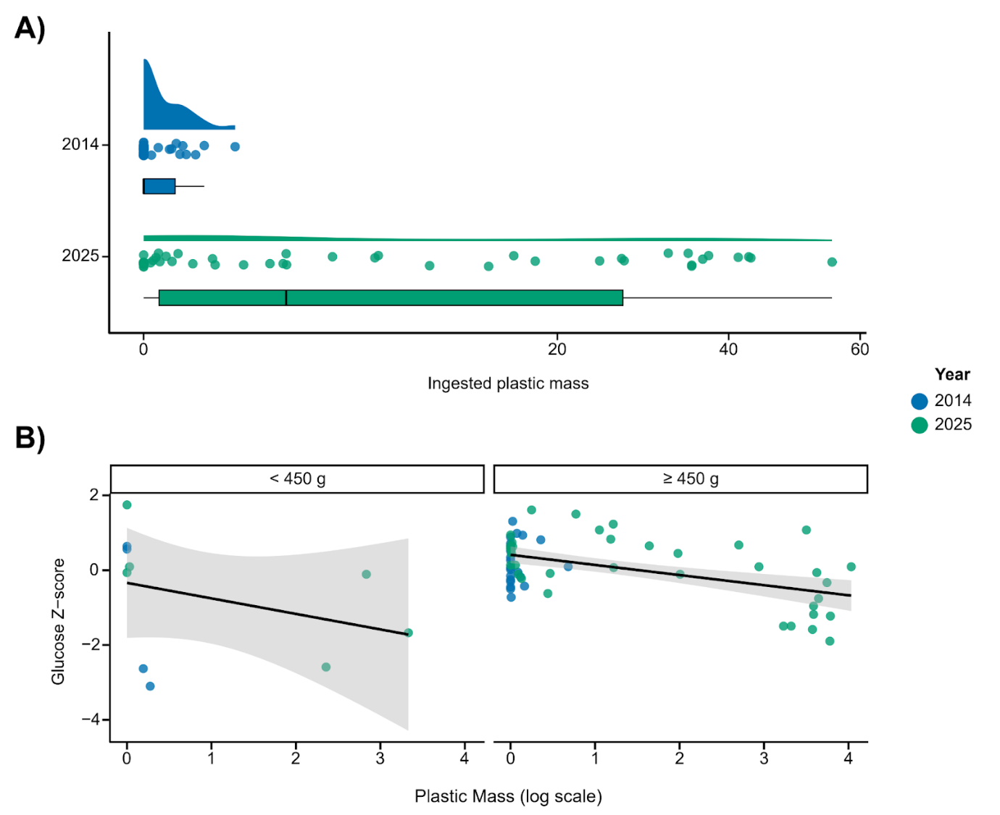 A)
2014
2025
0 20 40 60
Ingested plastic mass
Year
2014
2025
B)
< 450 g ≥ 450 g
2
0
−2
−4
Glucose Z−score
0 1 2 3 4 0 1 2 3 4
Plastic Mass (log scale)